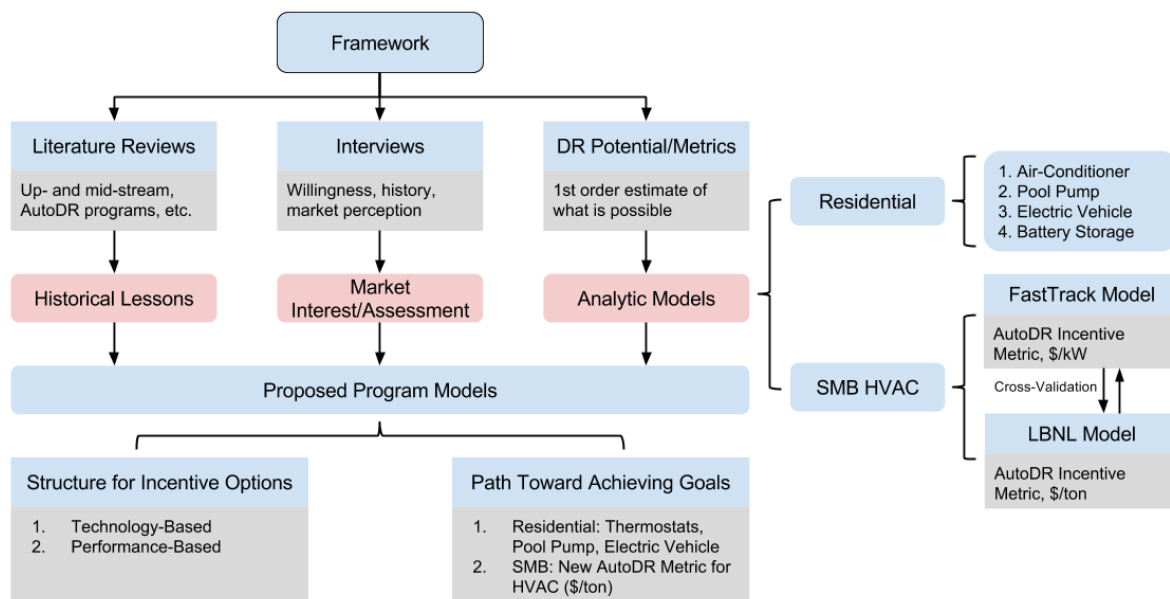 Framework
Literature Reviews
Up- and mid-stream,
AutoDR programs, etc.
Interviews
Willingness, history,
market perception
DR Potential/Metrics
1st order estimate of
what is possible
Historical Lessons
Market
Interest/Assessment
Analytic Models
Residential
1. Air-Conditioner
2. Pool Pump
3. Electric Vehicle
4. Battery Storage
SMB HVAC
FastTrack Model
AutoDR Incentive
Metric, $/kW
Cross-Validation
LBNL Model
AutoDR Incentive
Metric, $/ton
Proposed Program Models
Structure for Incentive Options
1. Technology-Based
2. Performance-Based
Path Toward Achieving Goals
1. Residential: Thermostats,
Pool Pump, Electric Vehicle
2. SMB: New AutoDR Metric for
HVAC ($/ton)